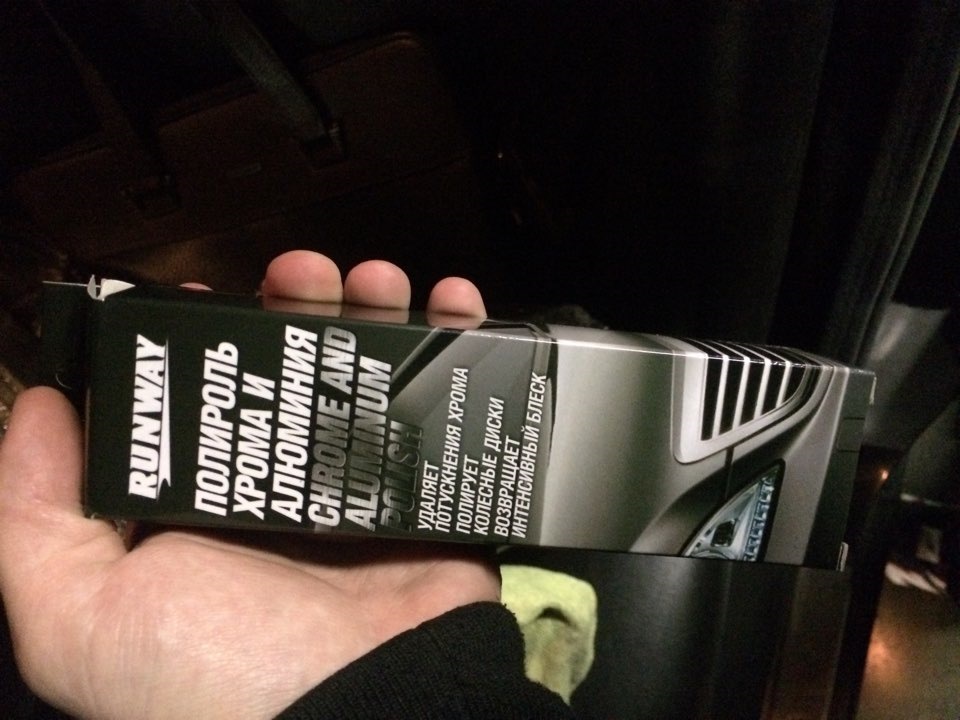 RUNWAY
ПОЛИРОЛЬ
ХРОМА И
АЛЮМИНИЯ
CHROME AND
ALUMINUM
POLISH
УДАЛЯЕТ
ПОТУСКНЕНИЯ ХРОМА
ПОЛИРУЕТ
КОЛЕСНЫЕ ДИСКИ
ВОЗВРАЩАЕТ
ИНТЕНСИВНЫЙ БЛЕСК